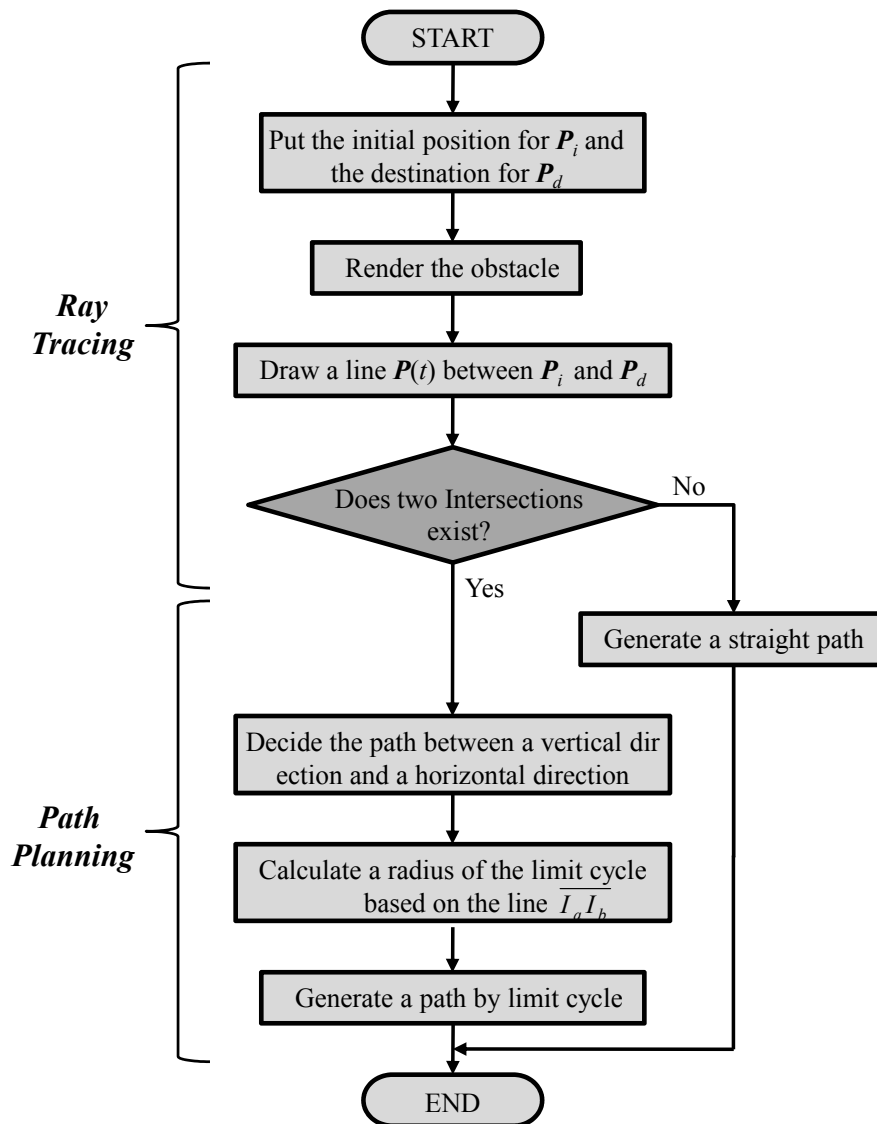 START
Put the initial position for P_i and
the destination for P_d
Render the obstacle
Ray
Tracing
Draw a line P(t) between P_i and P_d
Does two Intersections
exist?
No
Yes
Generate a straight path
Decide the path between a vertical dir
ection and a horizontal direction
Path
Planning
Calculate a radius of the limit cycle
based on the line \overline{I_a I_b}
Generate a path by limit cycle
END